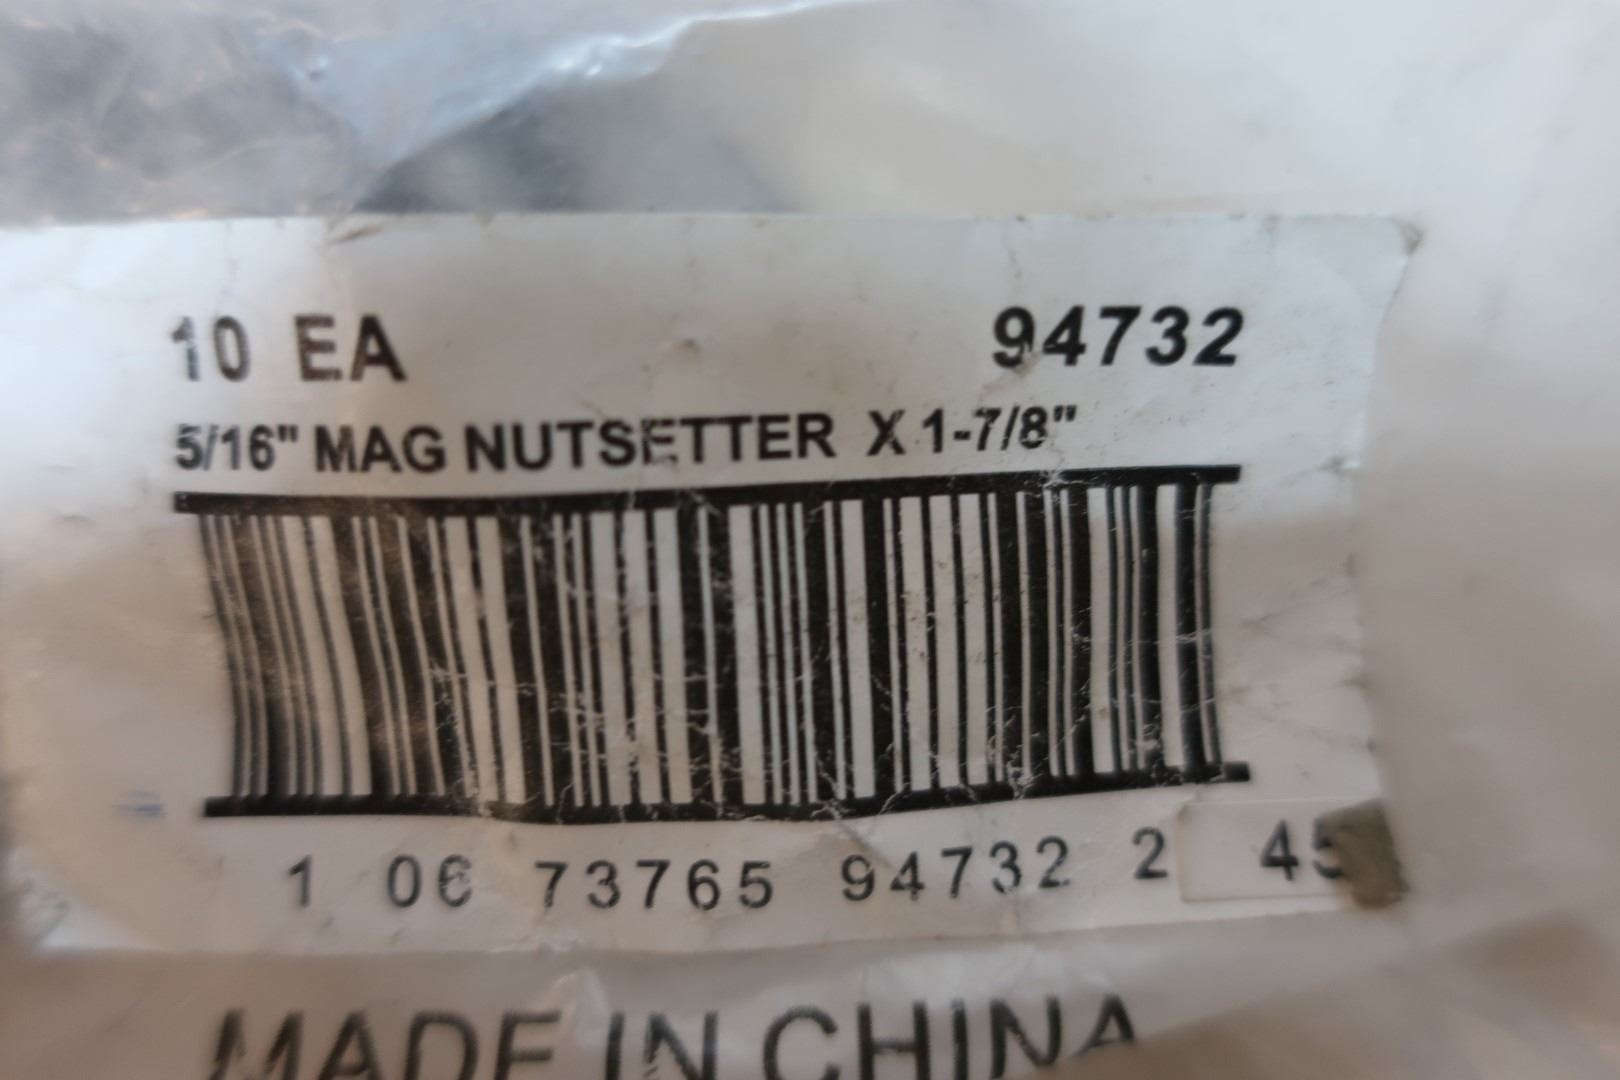 10 EA 94732
5/16" MAG NUTSETTER X 1-7/8"
1 06 73765 94732 2 45
MADE IN CHINA